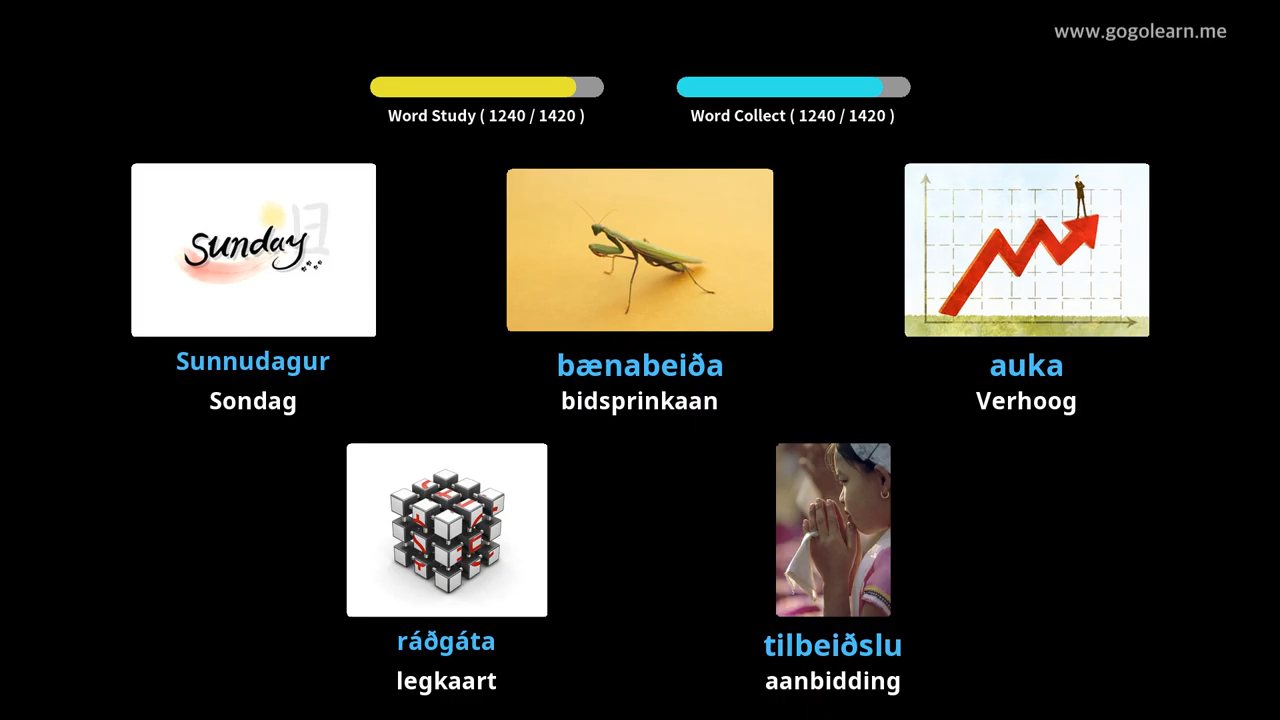 www.gogolearn.me
Word Study ( 1240 / 1420 )
Word Collect ( 1240 / 1420 )
Sunday
日
Sunnudagur
Sondag
bænabeiða
bidsprinkaan
auka
Verhoog
ráðgáta
legkaart
tilbeiðslu
aanbidding